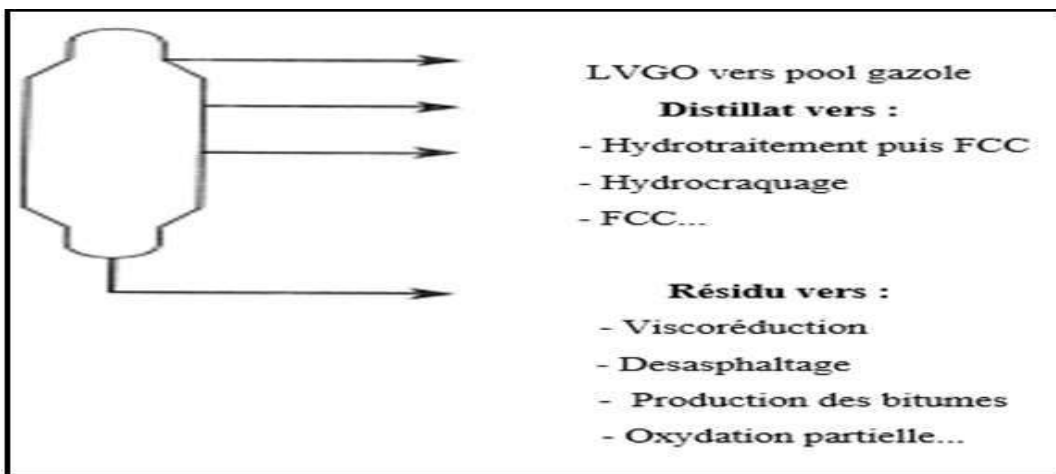 LVGO vers pool gazole
Distillat vers :
- Hydrotraitement puis FCC
- Hydrocraquage
- FCC...
Résidu vers :
- Viscoréduction
- Desasphaltage
- Production des bitumes
- Oxydation partielle...